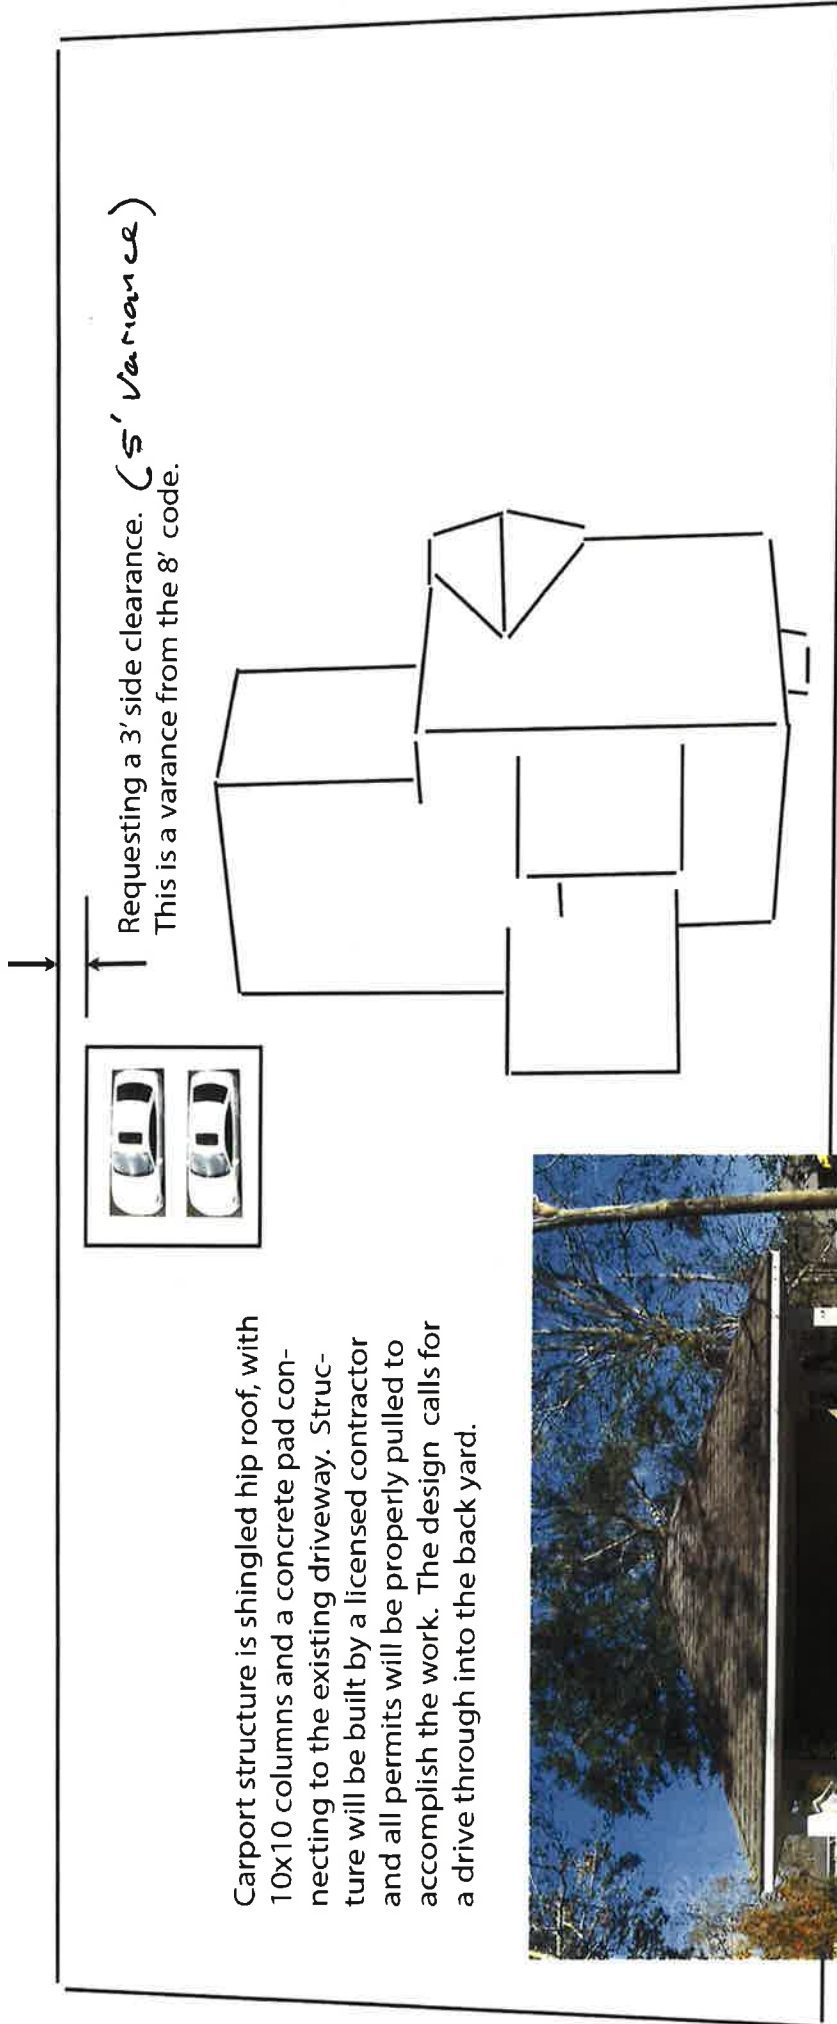 Requesting a 3' side clearance. (5' variance)
This is a varance from the 8' code.
Carport structure is shingled hip roof, with
10x10 columns and a concrete pad con-
necting to the existing driveway. Struc-
ture will be built by a licensed contractor
and all permits will be properly pulled to
accomplish the work. The design calls for
a drive through into the back yard.